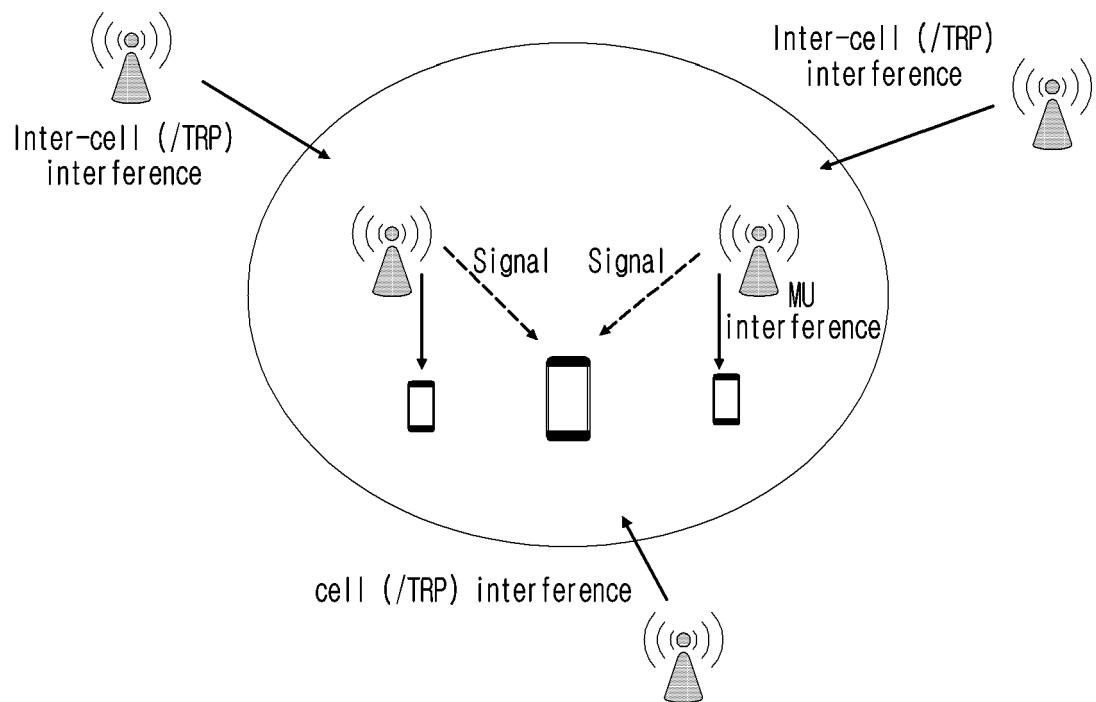 Inter-cell (/TRP)
interference
Inter-cell (/TRP)
interference
Signal
Signal
MU
interference
cell (/TRP) interference